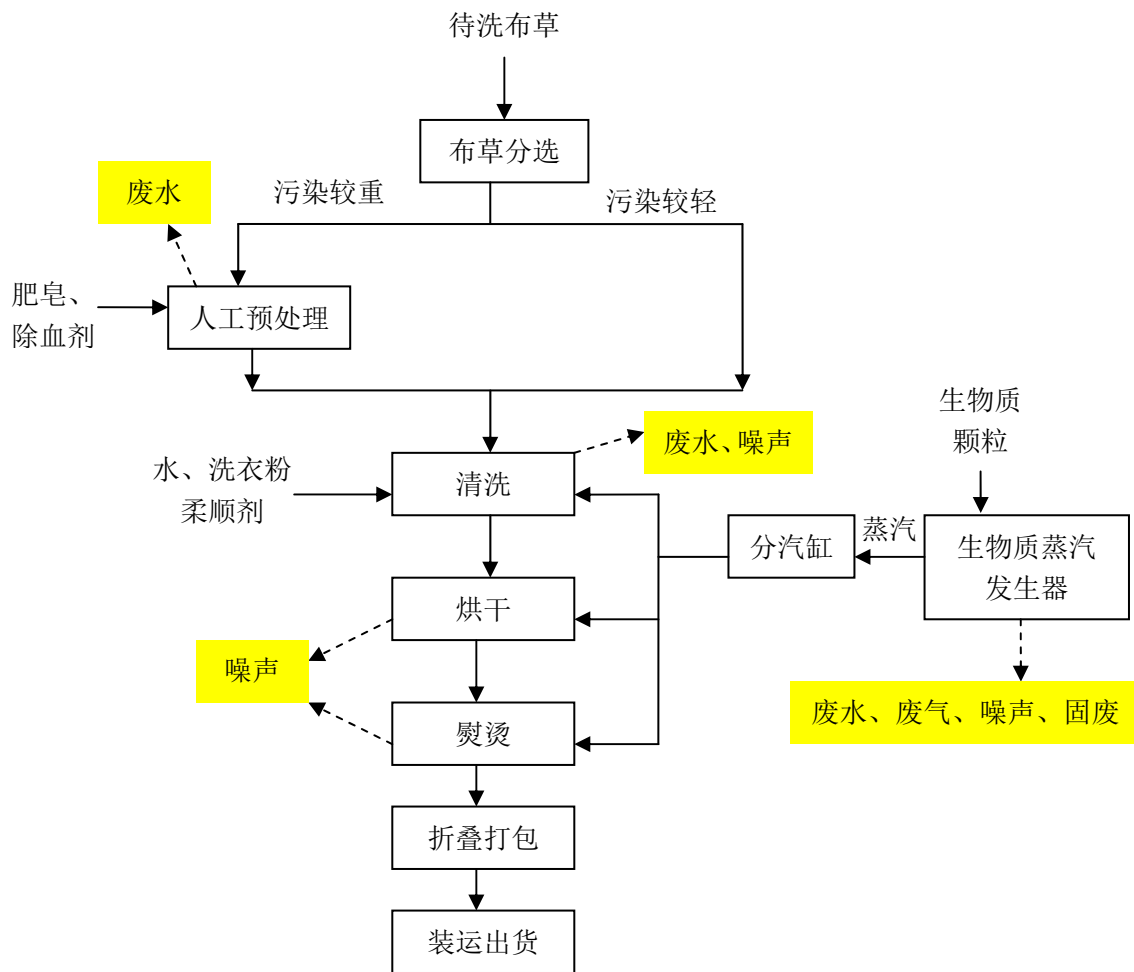 待洗布草
布草分选
废水
污染较重
污染较轻
肥皂、
除血剂
人工预处理
生物质
颗粒
废水、噪声
水、洗衣粉
柔顺剂
清洗
分汽缸
蒸汽
生物质蒸汽
发生器
烘干
噪声
熨烫
废水、废气、噪声、固废
折叠打包
装运出货